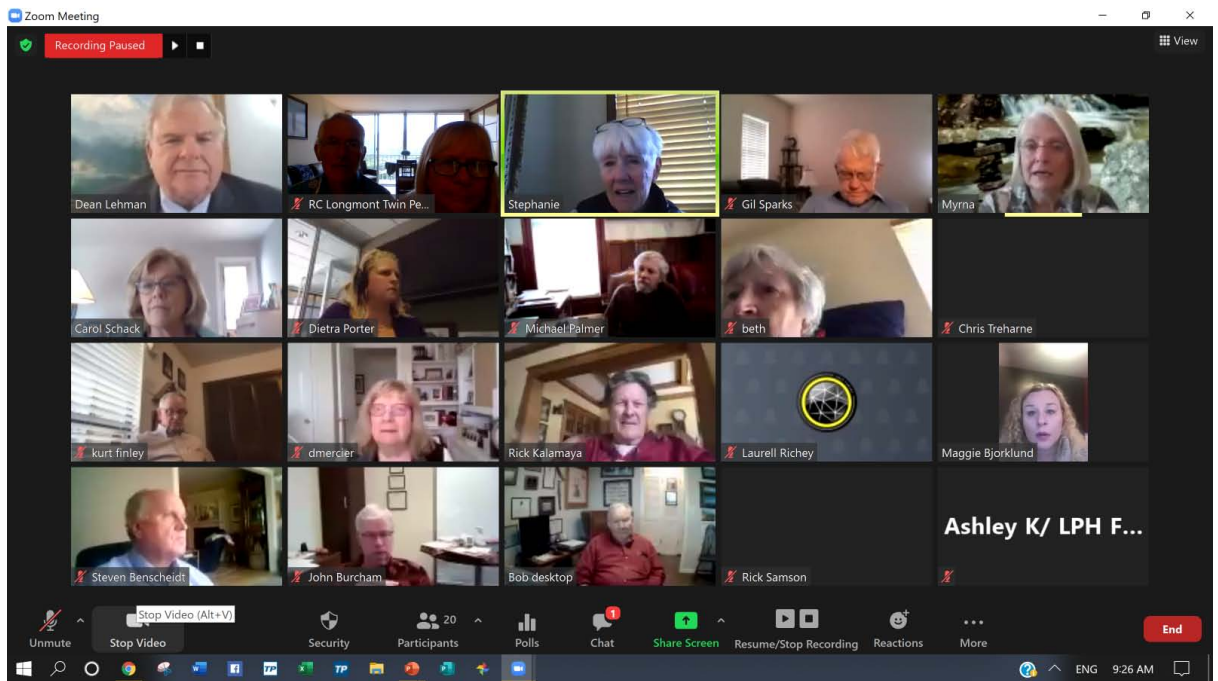 Zoom Meeting
Recording Paused
View
Dean Lehman
RC Longmont Twin Pe...
Stephanie
Gil Sparks
Myrna
Carol Schack
Dietra Porter
Michael Palmer
beth
Chris Treharne
kurt finley
dmercier
Rick Kalamaya
Laurell Richey
Maggie Bjorklund
Steven Benscheidt
John Burcham
Bob desktop
Rick Samson
Ashley K/ LPH F...
Stop Video (Alt+V)
20
1
Unmute
Stop Video
Security
Participants
Polls
Chat
Share Screen
Resume/Stop Recording
Reactions
More
End
TP
TP
ENG
9:26 AM